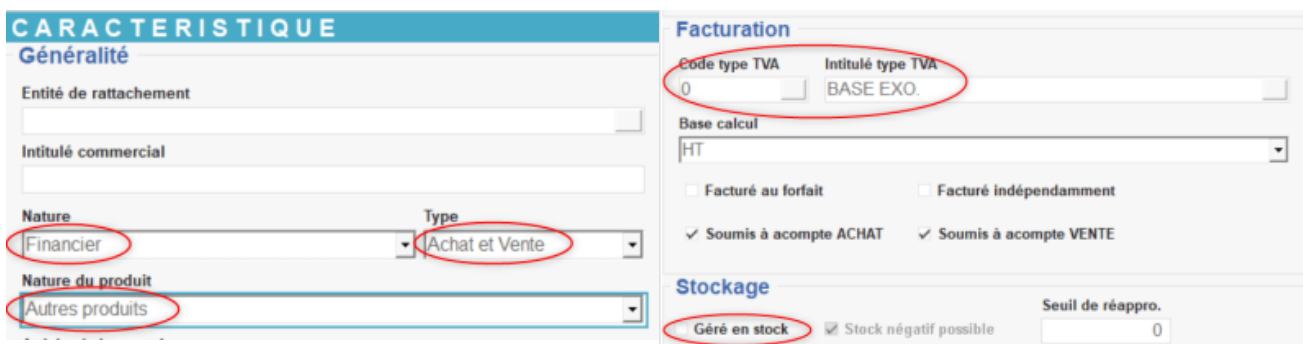 CARACTERISTIQUE
Généralité
Entité de rattachement
Intitulé commercial
Nature Type
Financier Achat et Vente
Nature du produit
Autres produits
Facturation
Code type TVA Intitulé type TVA
0 BASE EXO.
Base calcul
HT
Facturé au forfait Facturé indépendamment
Soumis à acompte ACHAT Soumis à acompte VENTE
Stockage
Seuil de réappro.
Géré en stock Stock négatif possible 0